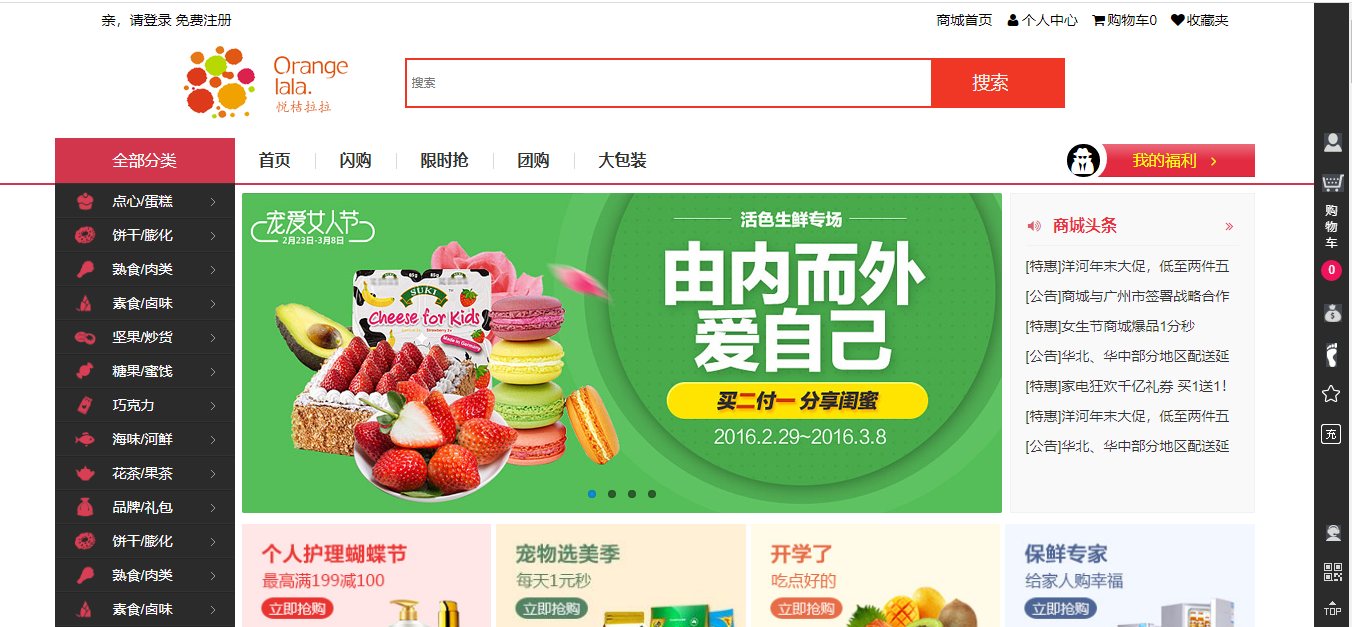 亲，请登录 免费注册
商城首页 个人中心 购物车0 收藏夹
Orange
lala.
悦桔拉拉
搜索
搜索
全部分类
首页 闪购 限时抢 团购 大包装
我的福利 >
点心/蛋糕
饼干/膨化
熟食/肉类
素食/卤味
坚果/炒货
糖果/蜜饯
巧克力
海味/河鲜
花茶/果茶
品牌/礼包
饼干/膨化
熟食/肉类
素食/卤味
宠爱女人节
2月23日-3月8日
SUKI
Cheese for Kids
Made in Germany
活色生鲜专场
由内而外
爱自己
买二付一 分享闺蜜
2016.2.29~2016.3.8
商城头条
[特惠]洋河年末大促，低至两件五
[公告]商城与广州市签署战略合作
[特惠]女生节商城爆品1分秒
[公告]华北、华中部分地区配送延
[特惠]家电狂欢千亿礼券 买1送1！
[特惠]洋河年末大促，低至两件五
[公告]华北、华中部分地区配送延
个人护理蝴蝶节
最高满199减100
立即抢购
宠物选美季
每天1元秒
立即抢购
开学了
吃点好的
立即抢购
保鲜专家
给家人购幸福
立即抢购
购
物
车
0
充
TOP